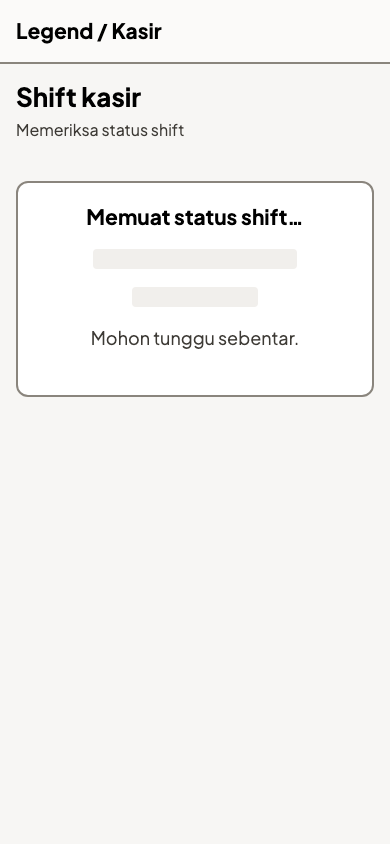 Legend / Kasir
Shift kasir
Memeriksa status shift
Memuat status shift…
Mohon tunggu sebentar.